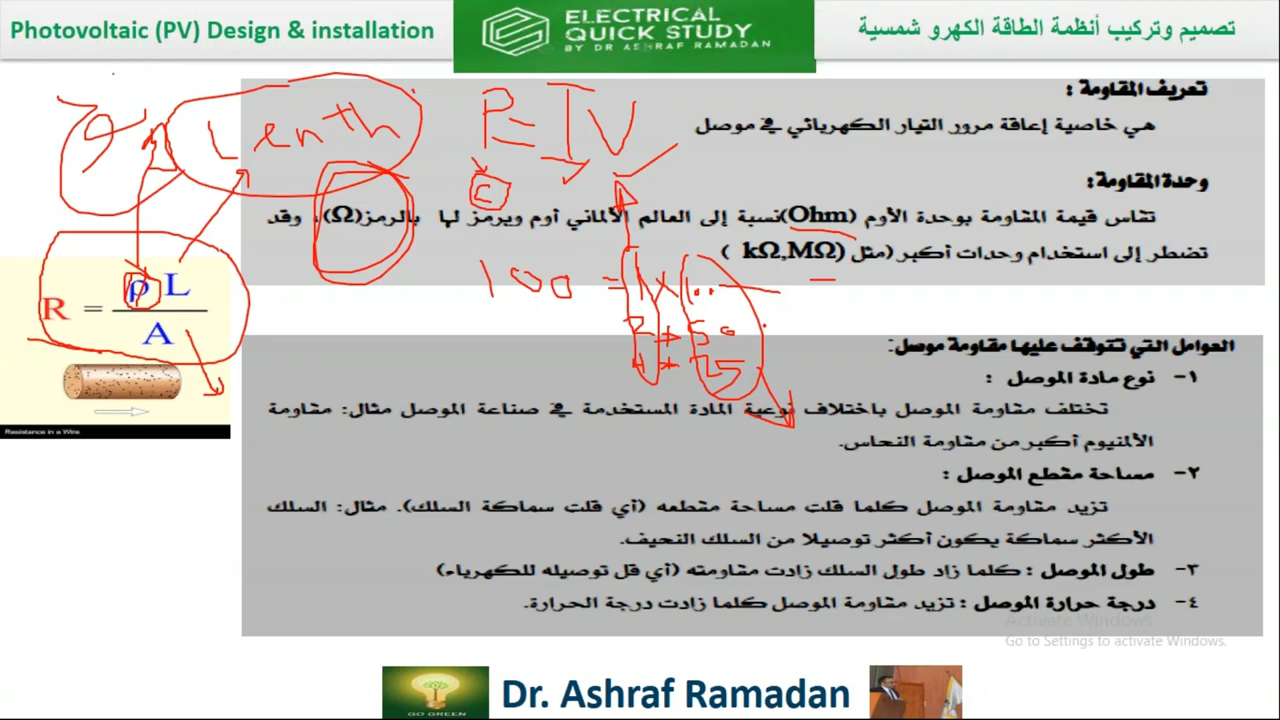 Photovoltaic (PV) Design & installation
ELECTRICAL
QUICK STUDY
BY DR ASHRAF RAMADAN
تصميم وتركيب أنظمة الطاقة الكهرو شمسية
تعريف المقاومة :
هي خاصية إعاقة مرور التيار الكهربائي في موصل
وحدة المقاومة:
تقاس قيمة المقاومة بوحدة الأوم (Ohm)نسبة إلى العالم الألماني أوم ويرمز لها بالرمز(Ω)، وقد
تضطر إلى استخدام وحدات أكبر(مثل kΩ,MΩ )
Lenth
P=IV
c
100 = 1 × 100
2 * 50
4 * 25
R = ρ L
A
Resistance in a Wire
العوامل التي تتوقف عليها مقاومة موصل:
١- نوع مادة الموصل :
تختلف مقاومة الموصل باختلاف نوعية المادة المستخدمة في صناعة الموصل مثال: مقاومة
الألمنيوم أكبر من مقاومة النحاس.
٢- مساحة مقطع الموصل :
تزيد مقاومة الموصل كلما قلت مساحة مقطعه (أي قلت سماكة السلك). مثال: السلك
الأكثر سماكة يكون أكثر توصيلا من السلك النحيف.
٣- طول الموصل : كلما زاد طول السلك زادت مقاومته (أي قل توصيله للكهرباء)
٤- درجة حرارة الموصل : تزيد مقاومة الموصل كلما زادت درجة الحرارة.
Activate Windows
Go to Settings to activate Windows.
GO GREEN
Dr. Ashraf Ramadan